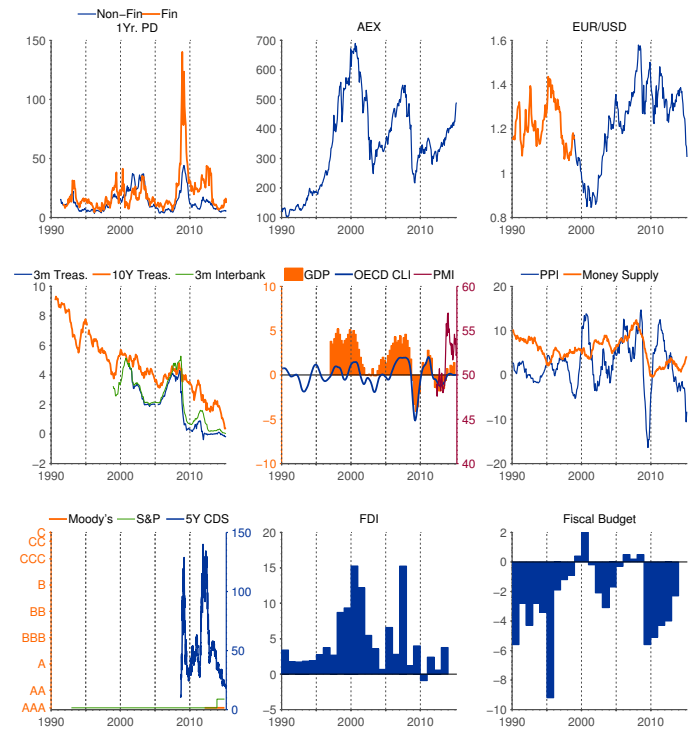 Non−Fin Fin
1Yr. PD
150
100
50
0
1990 2000 2010
AEX
700
600
500
400
300
200
100
1990 2000 2010
EUR/USD
1.6
1.4
1.2
1
0.8
1990 2000 2010
3m Treas. 10Y Treas. 3m Interbank
10
8
6
4
2
0
−2
1990 2000 2010
GDP OECD CLI PMI
10 60
5 55
0 50
−5 45
−10 40
1990 2000 2010
PPI Money Supply
20
10
0
−10
−20
1990 2000 2010
Moody's S&P 5Y CDS
C 150
CC
CCC
B 100
BB
BBB 50
A
AA
AAA 0
1990 2000 2010
FDI
20
15
10
5
0
−5
1990 2000 2010
Fiscal Budget
2
0
−2
−4
−6
−8
−10
1990 2000 2010